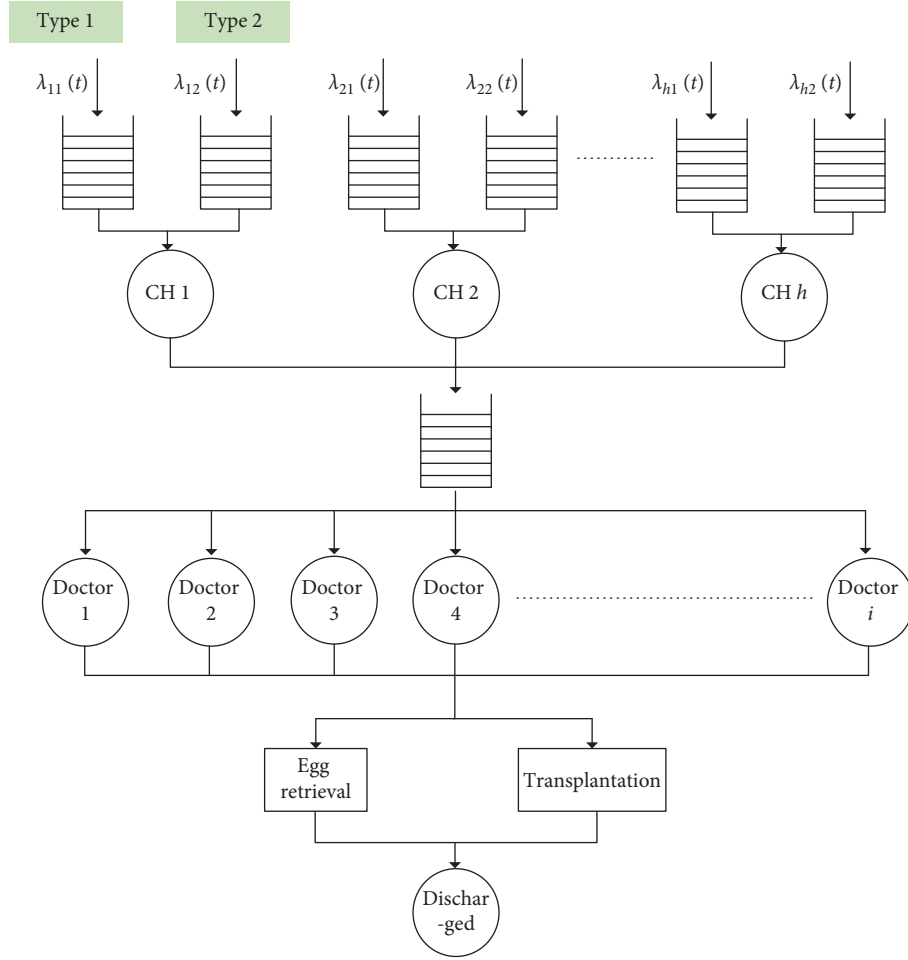 Type 1
Type 2
λ11 (t)
λ12 (t)
λ21 (t)
λ22 (t)
λh1 (t)
λh2 (t)
CH 1
CH 2
CH h
Doctor
1
Doctor
2
Doctor
3
Doctor
4
Doctor
i
Egg
retrieval
Transplantation
Dischar
-ged